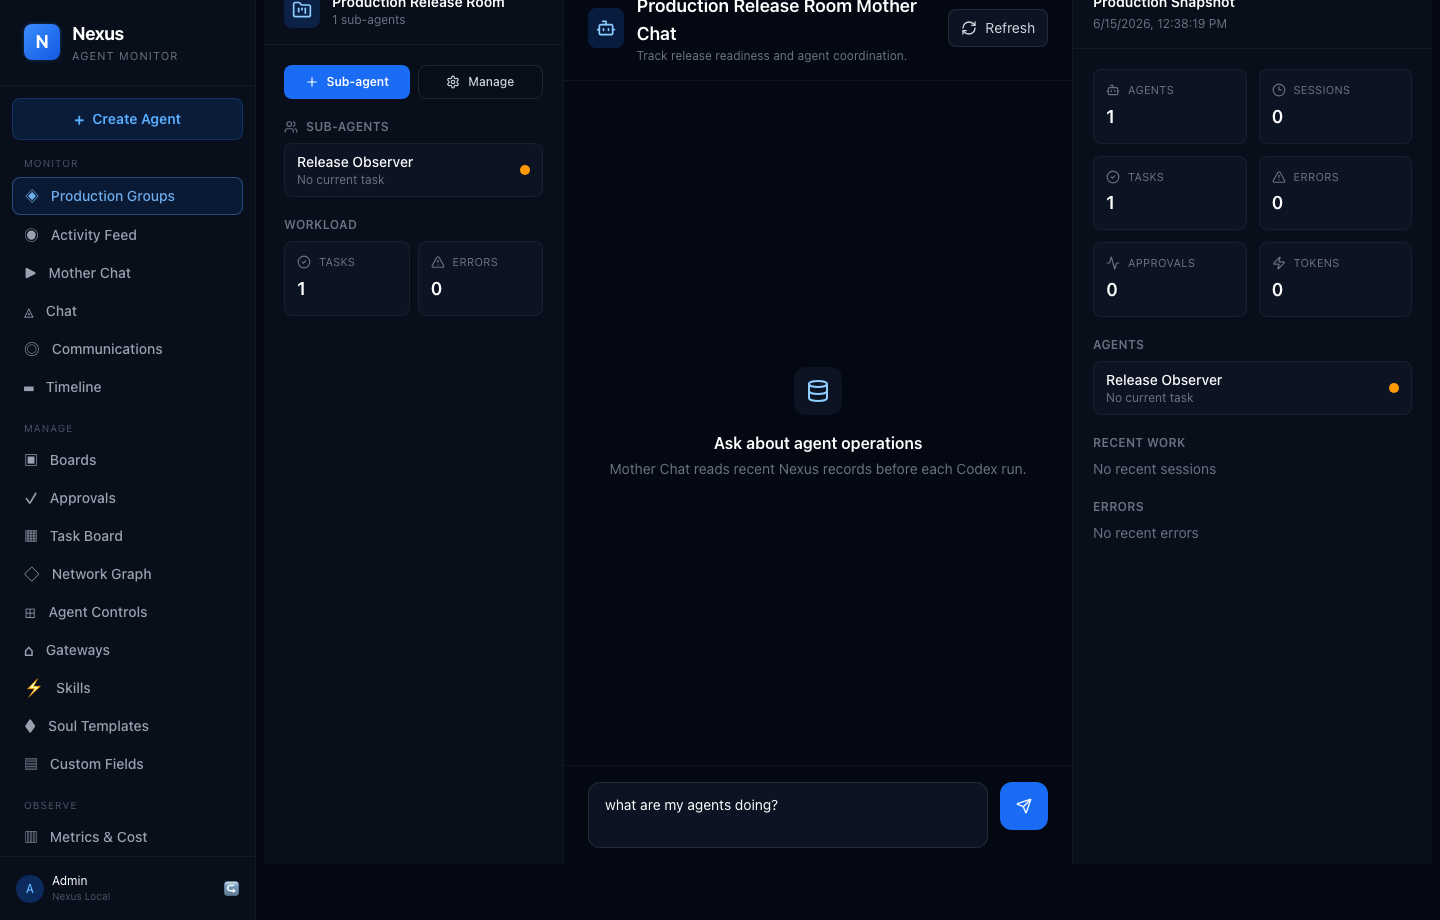 N
Nexus
AGENT MONITOR
+ Create Agent
MONITOR
Production Groups
Activity Feed
Mother Chat
Chat
Communications
Timeline
MANAGE
Boards
Approvals
Task Board
Network Graph
Agent Controls
Gateways
Skills
Soul Templates
Custom Fields
OBSERVE
Metrics & Cost
A
Admin
Nexus Local
Production Release Room
1 sub-agents
+ Sub-agent
Manage
SUB-AGENTS
Release Observer
No current task
WORKLOAD
TASKS
1
ERRORS
0
Production Release Room Mother
Chat
Track release readiness and agent coordination.
Refresh
Ask about agent operations
Mother Chat reads recent Nexus records before each Codex run.
what are my agents doing?
Production Snapshot
6/15/2026, 12:38:19 PM
AGENTS
1
SESSIONS
0
TASKS
1
ERRORS
0
APPROVALS
0
TOKENS
0
AGENTS
Release Observer
No current task
RECENT WORK
No recent sessions
ERRORS
No recent errors